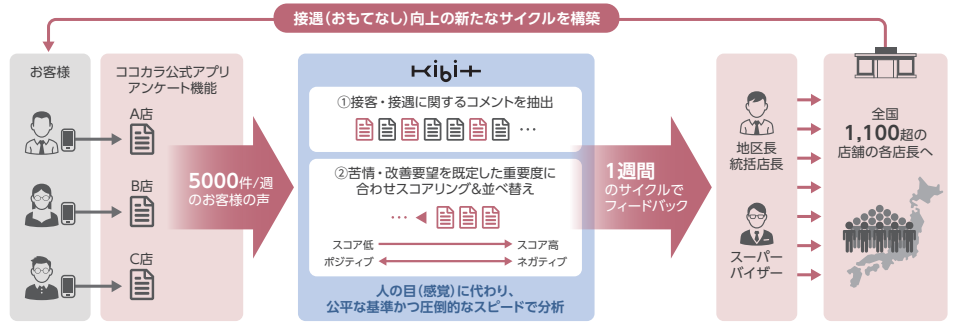 接遇(おもてなし)向上の新たなサイクルを構築
お客様
ココカラ公式アプリ
アンケート機能
A店
B店
C店
5000件/週
のお客様の声
KIBIT
①接客・接遇に関するコメントを抽出
…
②苦情・改善要望を既定した重要度に
合わせスコアリング&並べ替え
…
スコア低
スコア高
ポジティブ
ネガティブ
人の目(感覚)に代わり、
公平な基準かつ圧倒的なスピードで分析
1週間
のサイクルで
フィードバック
地区長
統括店長
スーパー
バイザー
全国
1,100超の
店舗の各店長へ